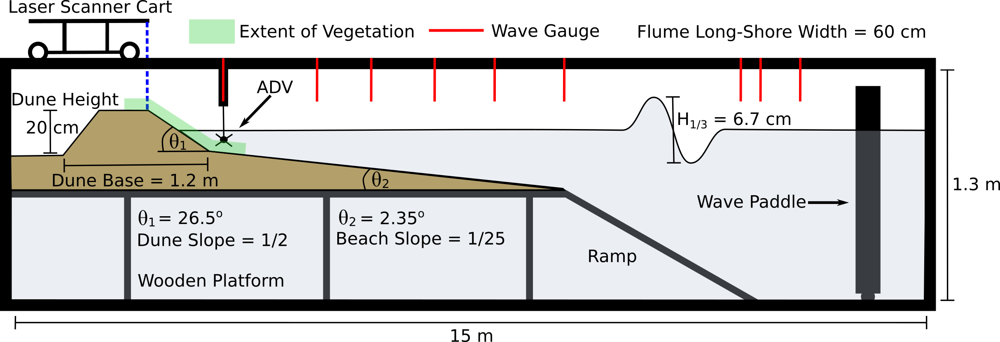 Laser Scanner Cart
Extent of Vegetation
Wave Gauge
Flume Long-Shore Width = 60 cm
ADV
Dune Height
20 cm
H1/3 = 6.7 cm
θ1
Dune Base = 1.2 m
θ2
1.3 m
Wave Paddle
θ1 = 26.5º
Dune Slope = 1/2
θ2 = 2.35º
Beach Slope = 1/25
Ramp
Wooden Platform
15 m